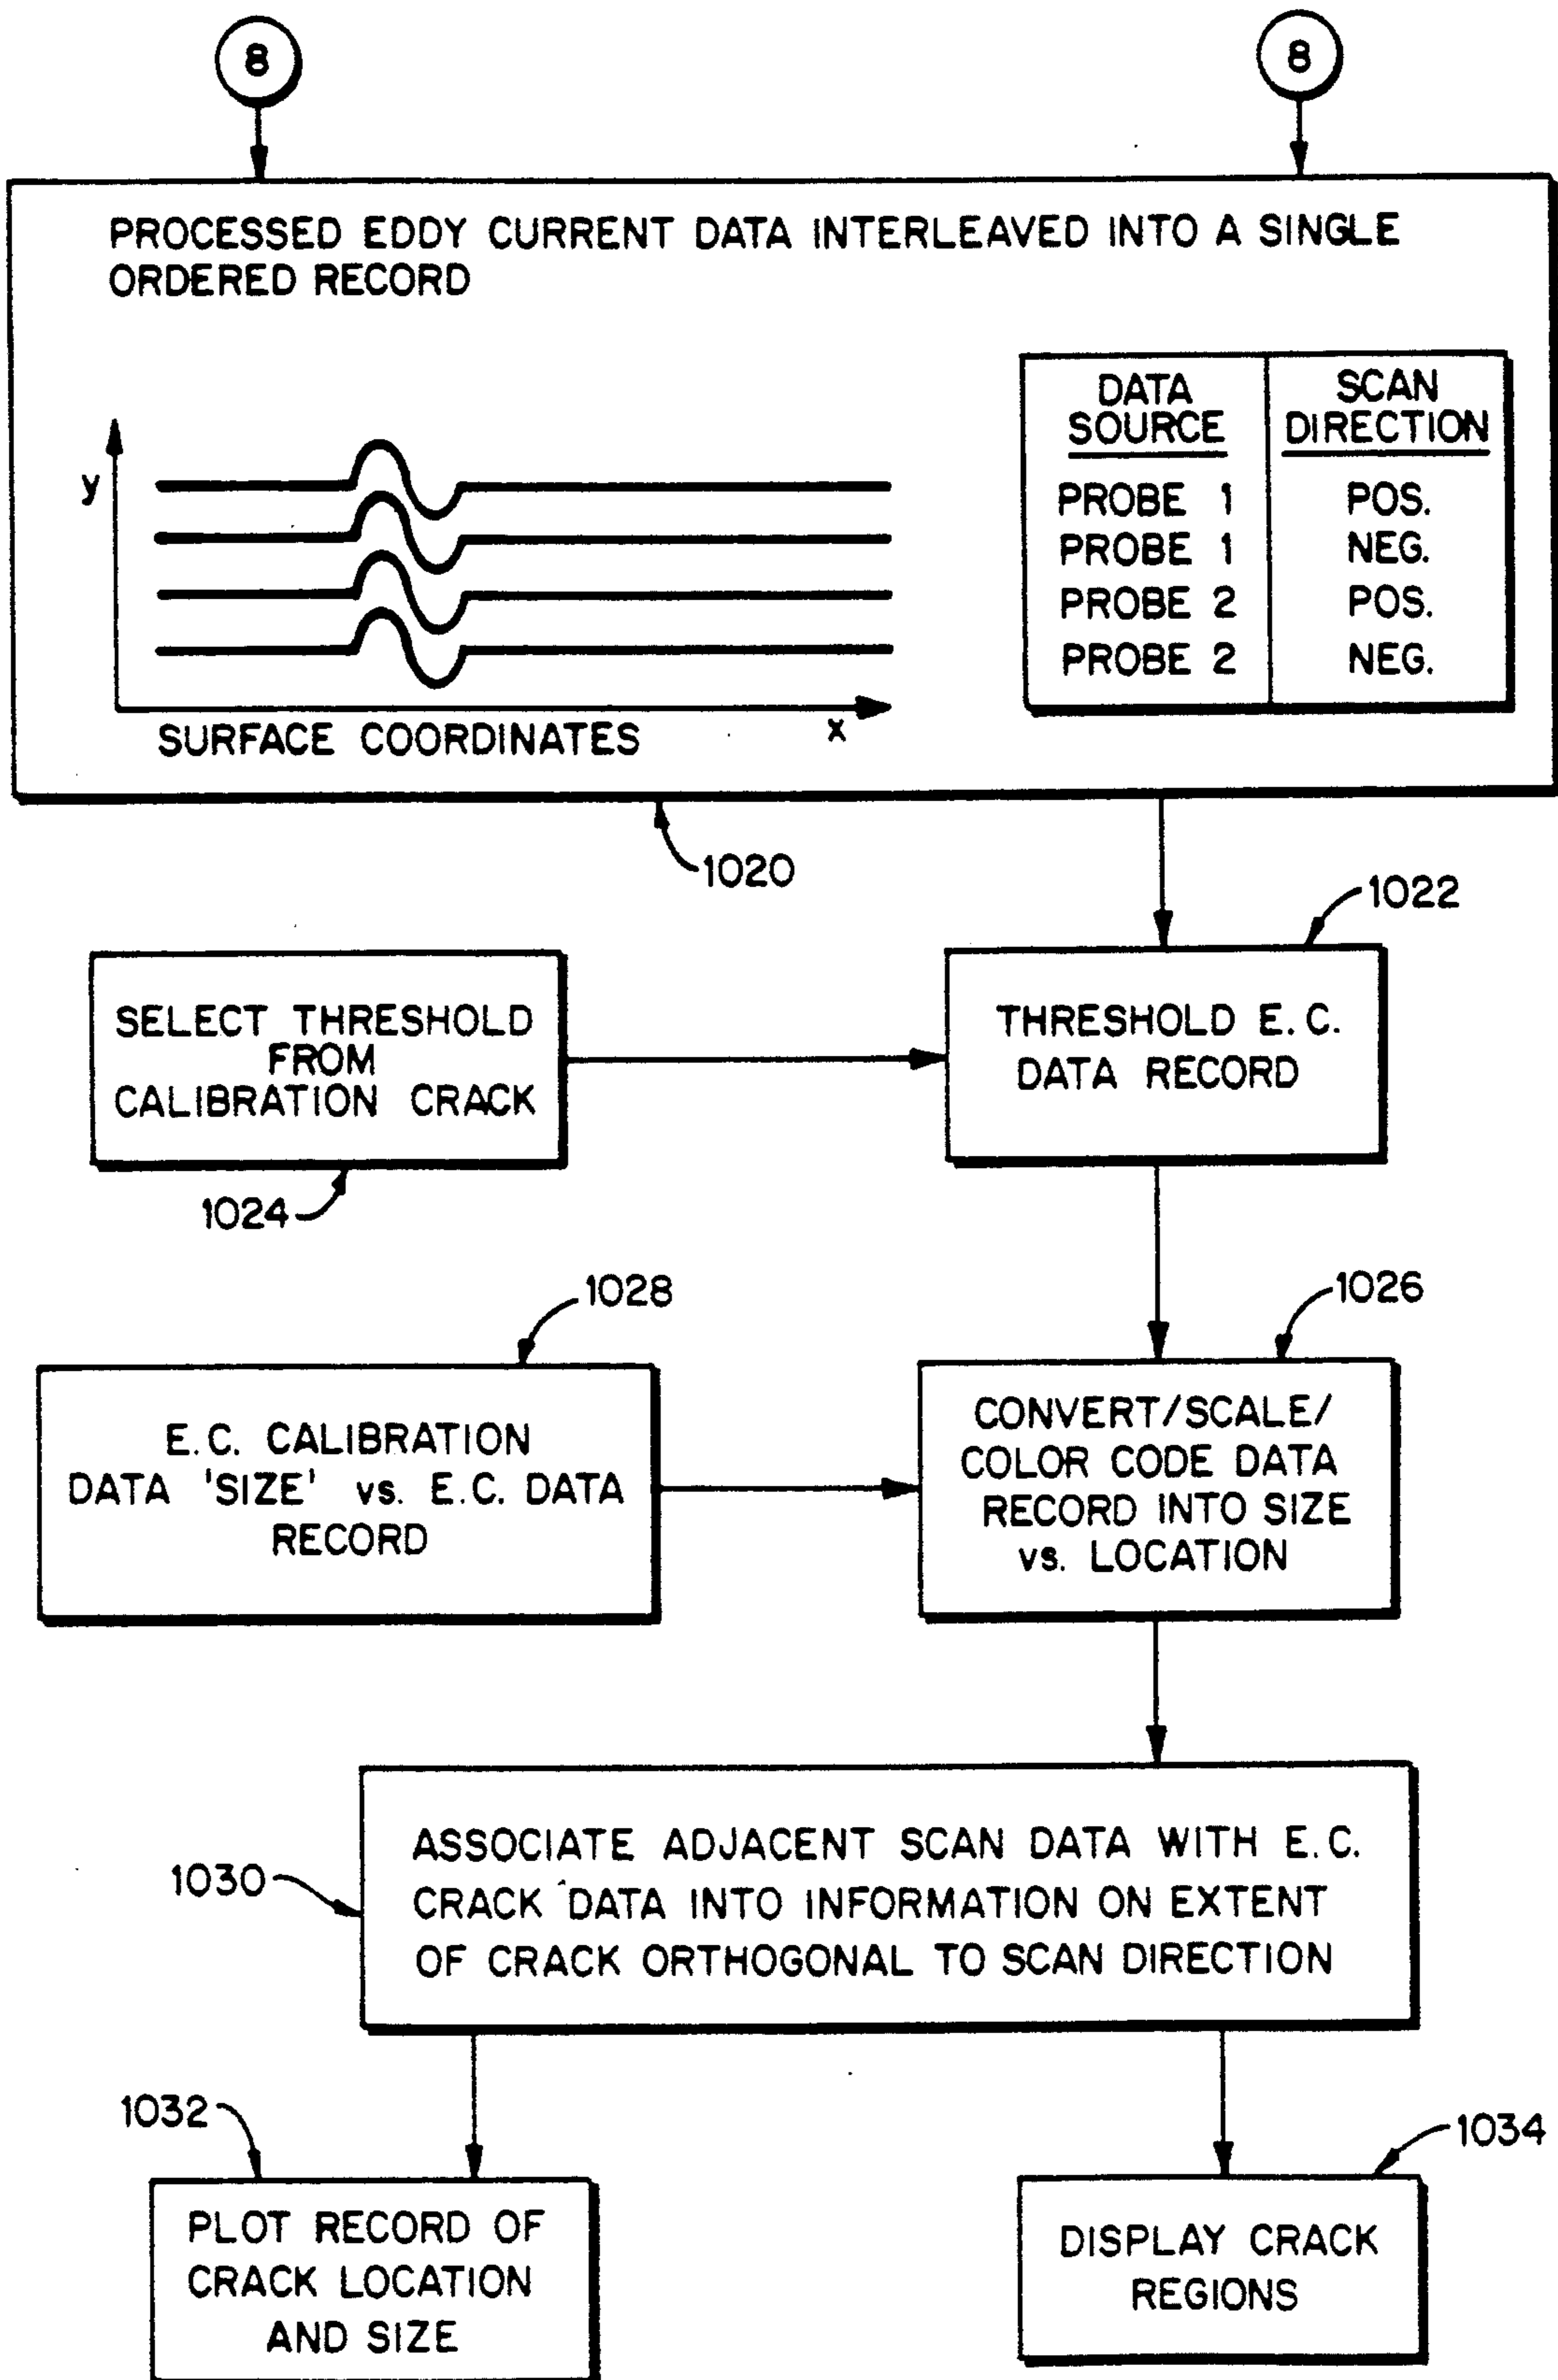 8
8
PROCESSED EDDY CURRENT DATA INTERLEAVED INTO A SINGLE
ORDERED RECORD
y
SURFACE COORDINATES
x
DATA
SOURCE
SCAN
DIRECTION
PROBE 1
POS.
PROBE 1
NEG.
PROBE 2
POS.
PROBE 2
NEG.
1020
1022
SELECT THRESHOLD
FROM
CALIBRATION CRACK
1024
THRESHOLD E.C.
DATA RECORD
1028
1026
E.C. CALIBRATION
DATA 'SIZE' vs. E.C. DATA
RECORD
CONVERT/SCALE/
COLOR CODE DATA
RECORD INTO SIZE
vs. LOCATION
1030
ASSOCIATE ADJACENT SCAN DATA WITH E.C.
CRACK DATA INTO INFORMATION ON EXTENT
OF CRACK ORTHOGONAL TO SCAN DIRECTION
1032
1034
PLOT RECORD OF
CRACK LOCATION
AND SIZE
DISPLAY CRACK
REGIONS